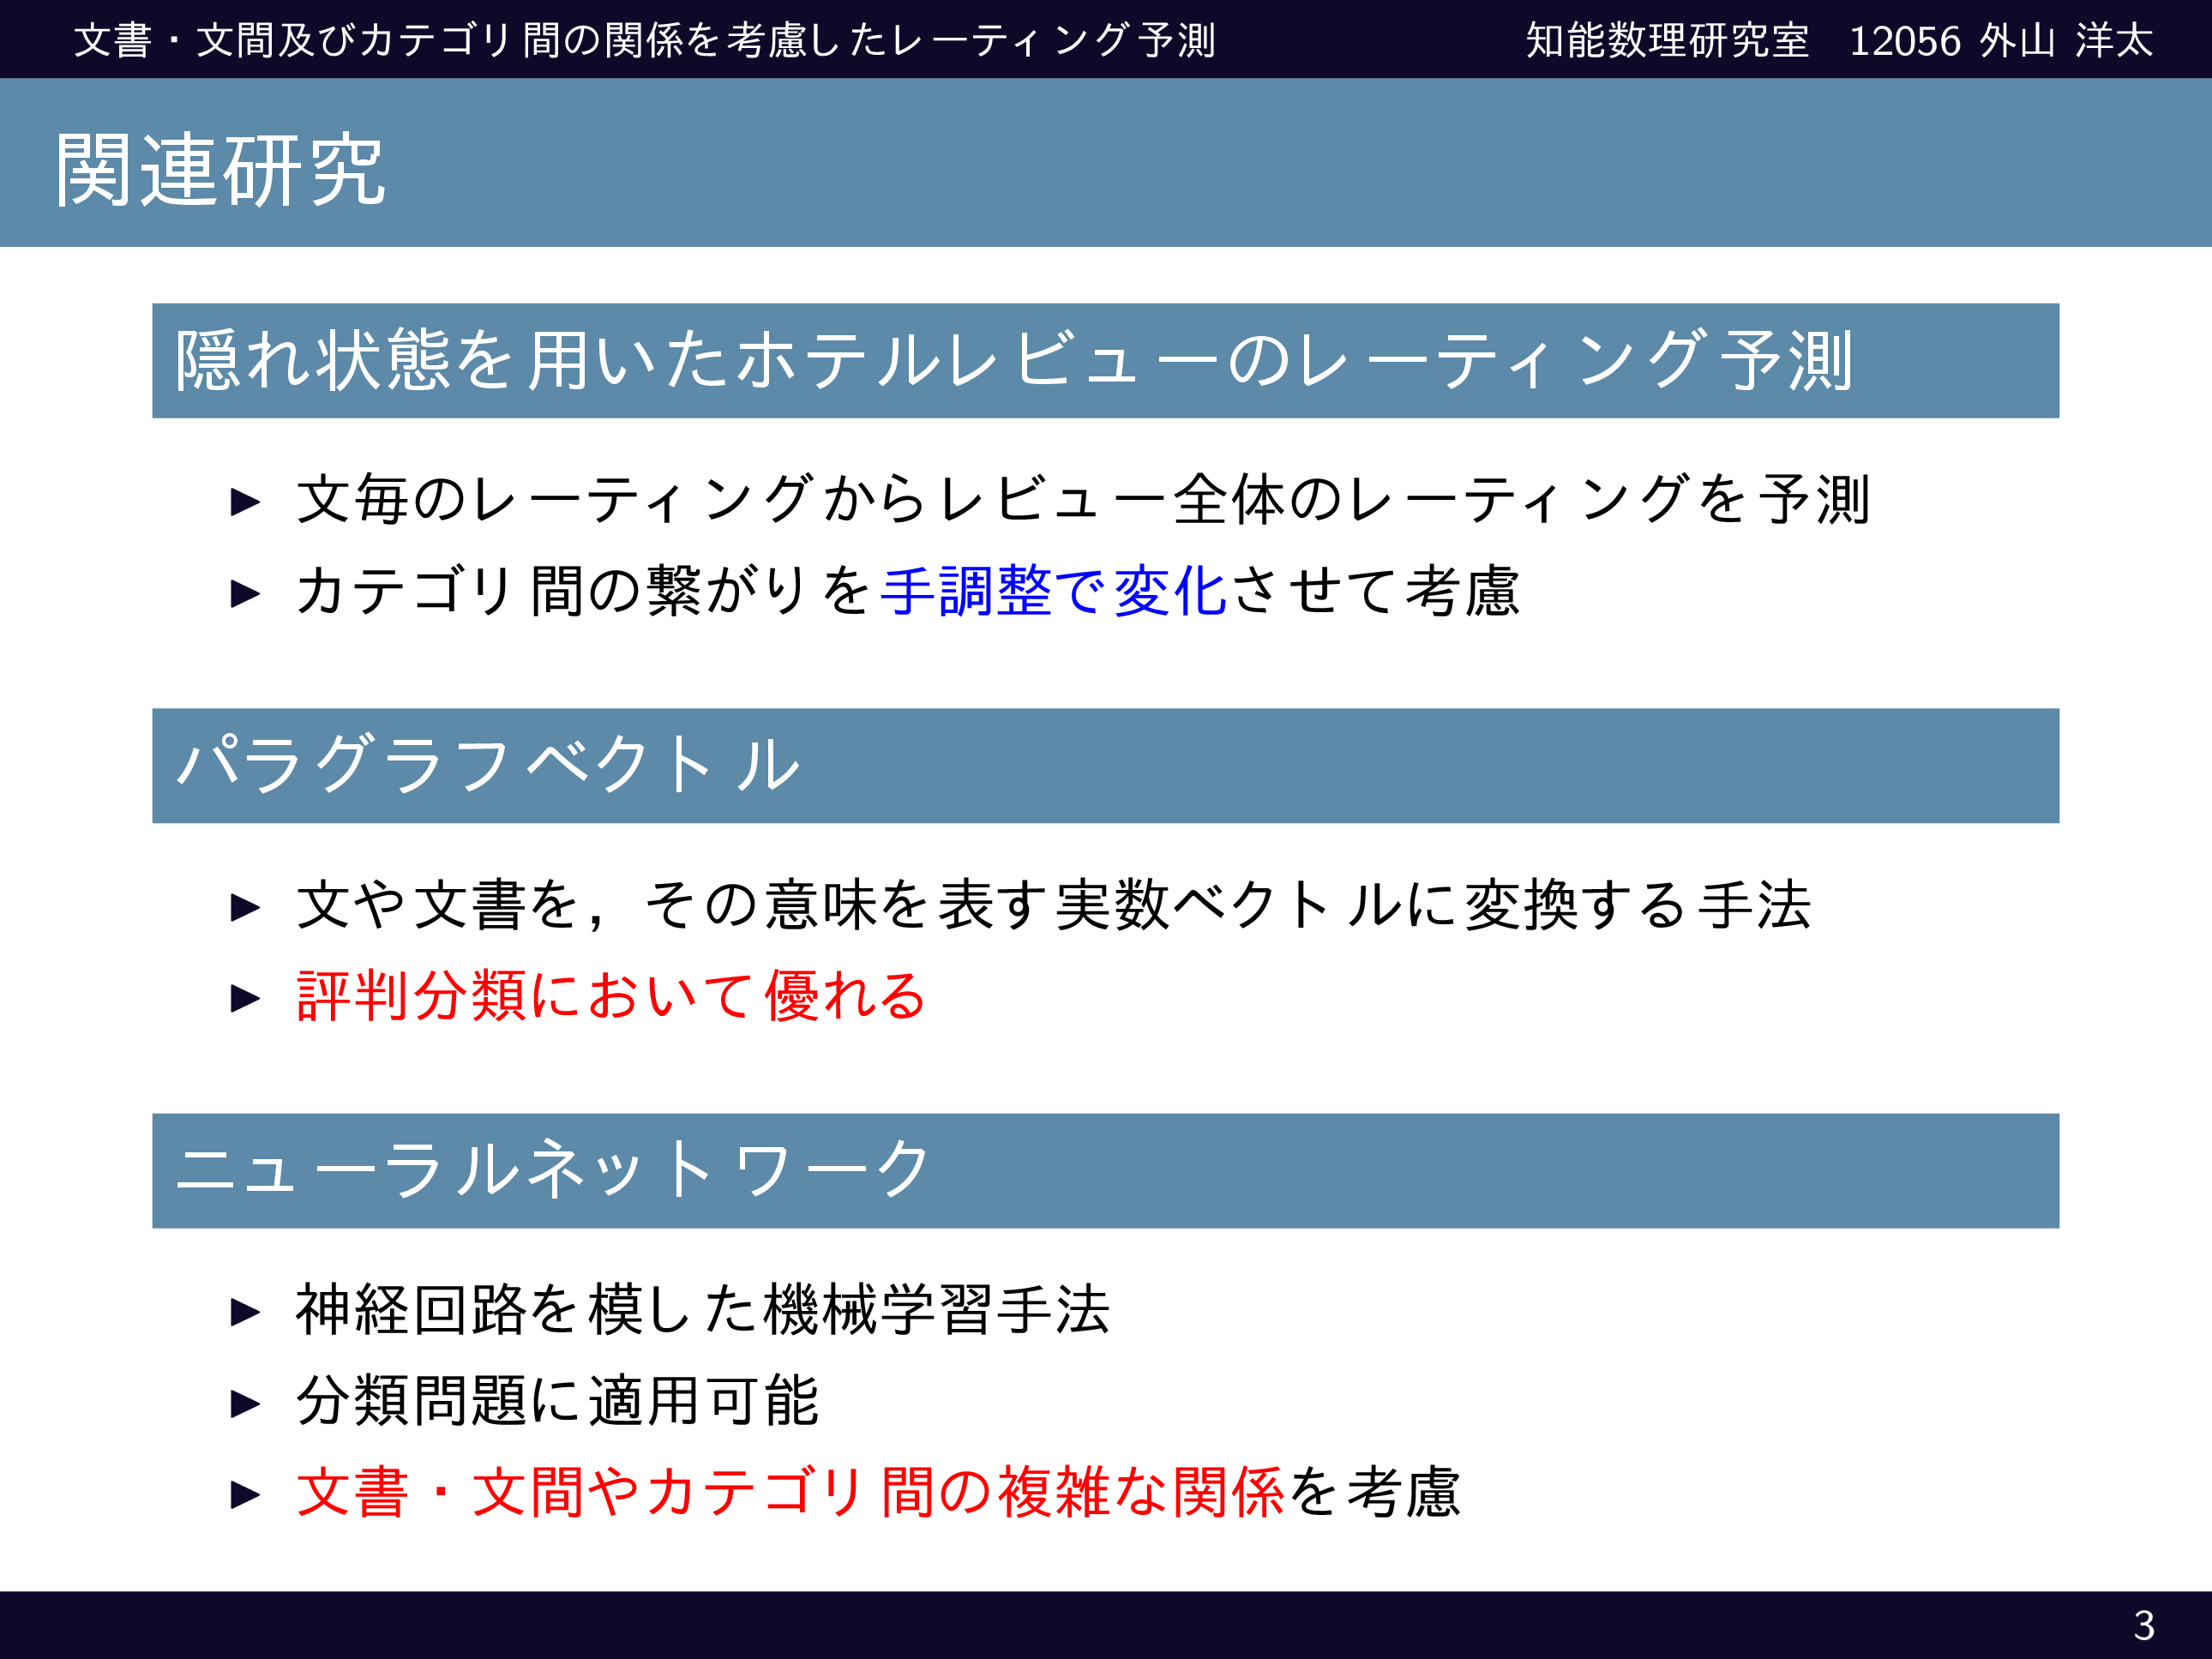 文書・文間及びカテゴリ間の関係を考慮したレーティング予測 知能数理研究室 12056 外山 洋太
関連研究
隠れ状態を用いたホテルレビューのレーティング予測
▶ 文毎のレーティングからレビュー全体のレーティングを予測
▶ カテゴリ間の繋がりを手調整で変化させて考慮
パラグラフベクトル
▶ 文や文書を，その意味を表す実数ベクトルに変換する手法
▶ 評判分類において優れる
ニューラルネットワーク
▶ 神経回路を模した機械学習手法
▶ 分類問題に適用可能
▶ 文書・文間やカテゴリ間の複雑な関係を考慮
3